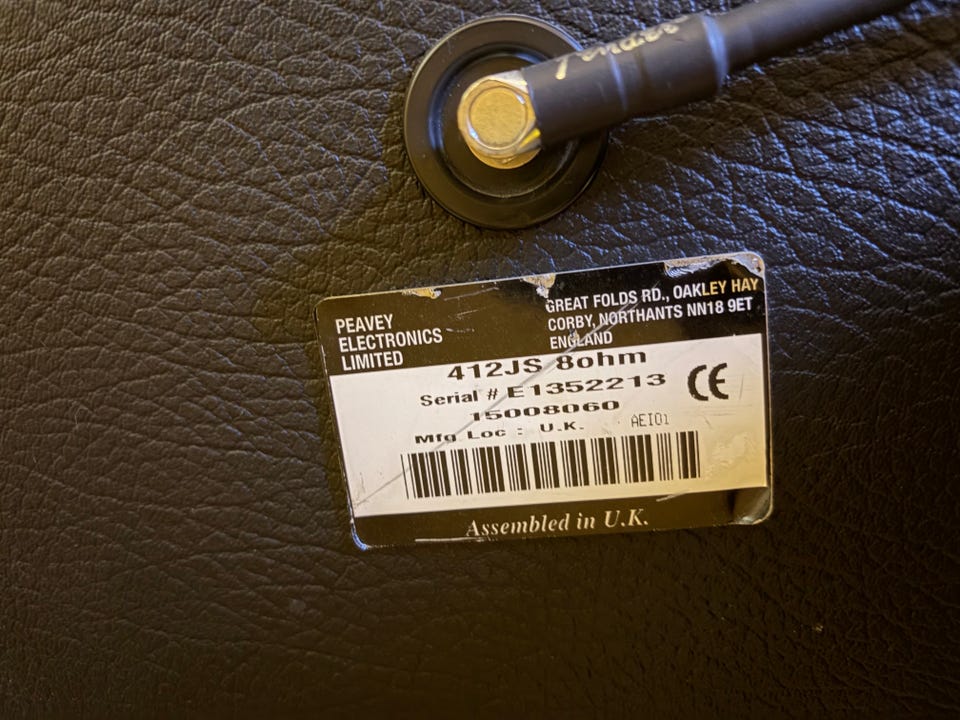 Fender
PEAVEY
ELECTRONICS
LIMITED
GREAT FOLDS RD., OAKLEY HAY
CORBY, NORTHANTS NN18 9ET
ENGLAND
412JS 8ohm
Serial # E1352213
15008060
Mfg Loc : U.K.
AEI01
CE
Assembled in U.K.